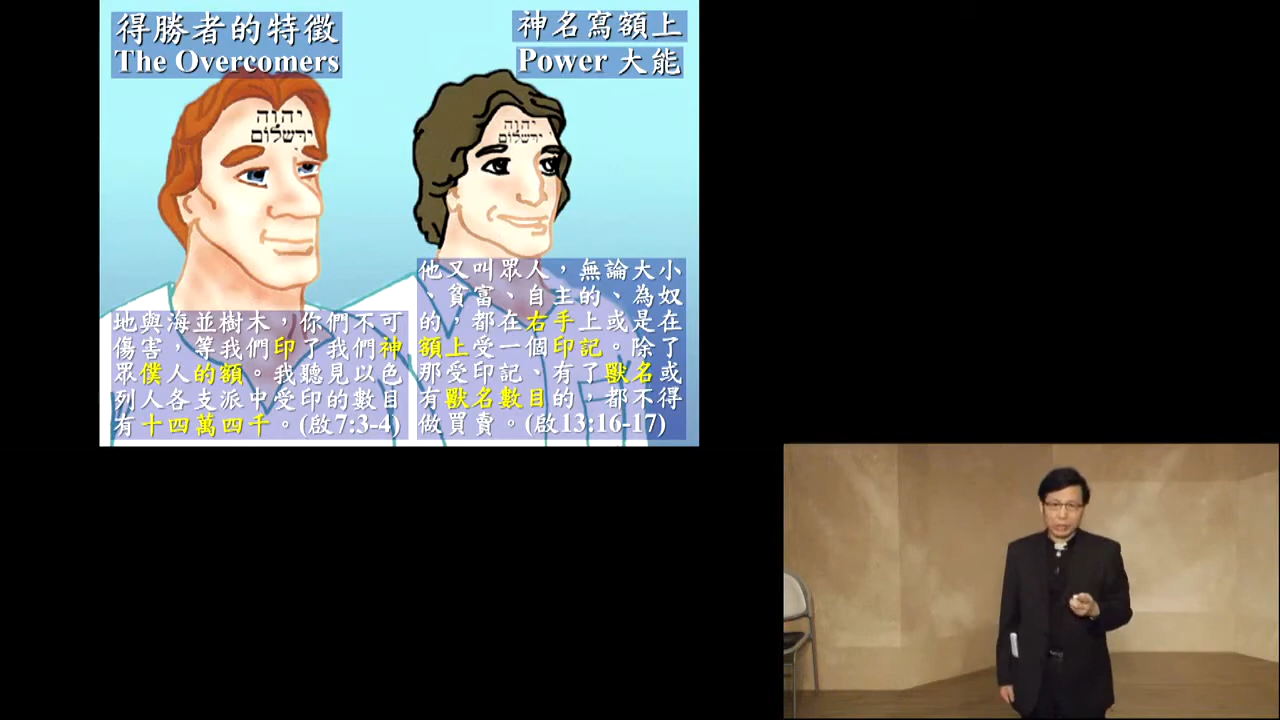 得勝者的特徵
The Overcomers
神名寫額上
Power 大能
יהוה
ירשלום
יהוה
ירשלום
地與海並樹木，你們不可
傷害，等我們印了我們神
眾僕人的額。我聽見以色
列人各支派中受印的數目
有十四萬四千。(啟7:3-4)
他又叫眾人，無論大小
、貧富、自主的、為奴
的，都在右手上或是在
額上受一個印記。除了
那受印記、有了獸名或
有獸名數目的，都不得
做買賣。(啟13:16-17)